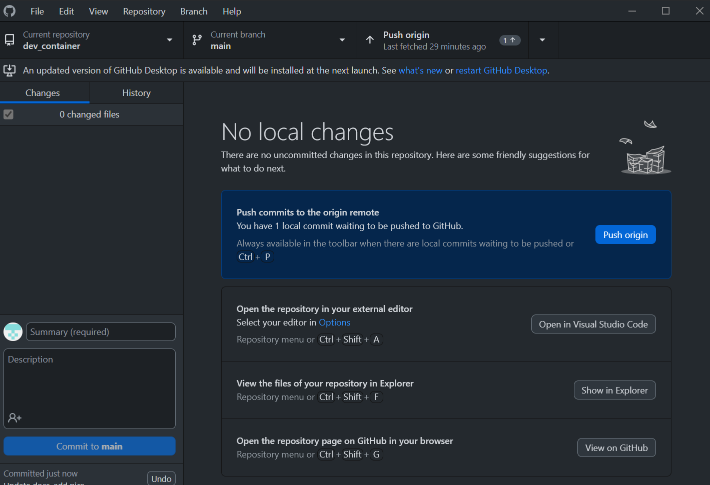 File Edit View Repository Branch Help
Current repository
dev_container
Current branch
main
Push origin
Last fetched 29 minutes ago
1
An updated version of GitHub Desktop is available and will be installed at the next launch. See what's new or restart GitHub Desktop.
Changes
History
0 changed files
No local changes
There are no uncommitted changes in this repository. Here are some friendly suggestions for
what to do next.
Push commits to the origin remote
You have 1 local commit waiting to be pushed to GitHub.
Always available in the toolbar when there are local commits waiting to be pushed or
Ctrl + P
Push origin
Open the repository in your external editor
Select your editor in Options
Repository menu or Ctrl + Shift + A
Open in Visual Studio Code
View the files of your repository in Explorer
Repository menu or Ctrl + Shift + F
Show in Explorer
Open the repository page on GitHub in your browser
Repository menu or Ctrl + Shift + G
View on GitHub
Summary (required)
Description
Commit to main
Committed just now
Undo